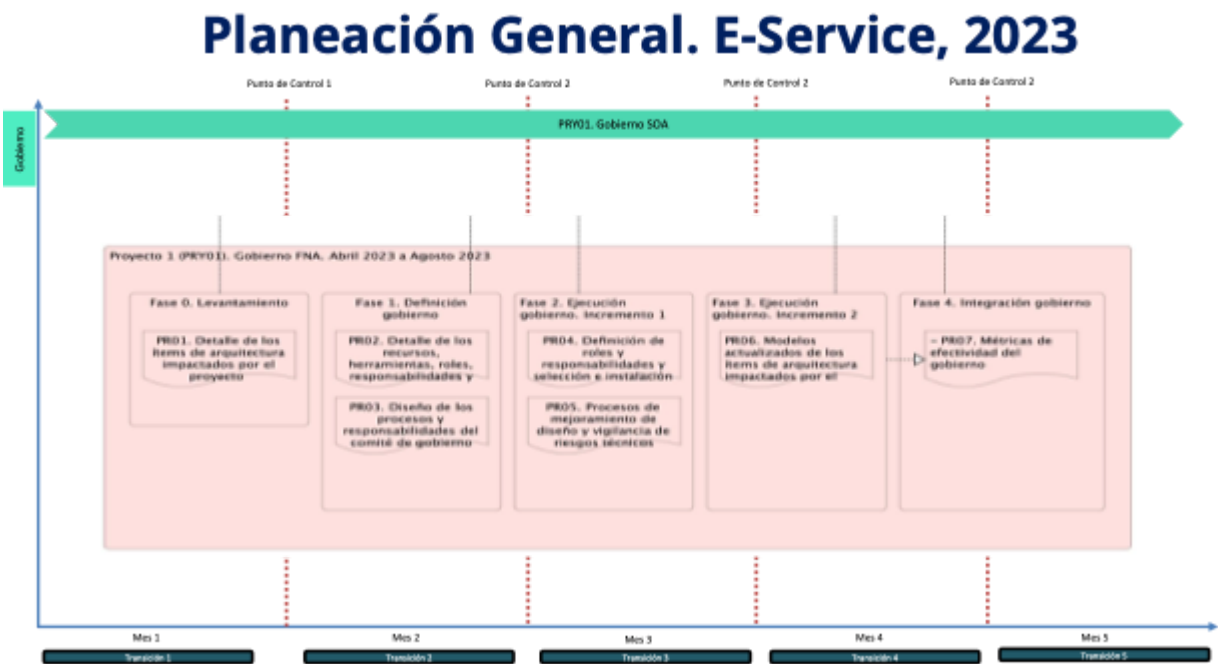 Planeación General. E-Service, 2023
Punto de Control 1
Punto de Control 2
Punto de Control 2
Punto de Control 2
Gobierno
PRY01. Gobierno SOA
Proyecto 1 (PRY01). Gobierno FNA. Abril 2023 a Agosto 2023
Fase 0. Levantamiento
PR01. Detalle de los
ítems de arquitectura
impactados por el
proyecto
Fase 1. Definición
gobierno
PR02. Detalle de los
recursos,
herramientas, roles,
responsabilidades y
PR03. Diseño de los
procesos y
responsabilidades del
comité de gobierno
Fase 2. Ejecución
gobierno. Incremento 1
PR04. Definición de
roles y
responsabilidades y
selección e instalación
PR05. Procesos de
mejoramiento de
diseño y vigilancia de
riesgos técnicos
Fase 3. Ejecución
gobierno. Incremento 2
PR06. Modelos
actualizados de los
ítems de arquitectura
impactados por el
Fase 4. Integración gobierno
– PR07. Métricas de
efectividad del
gobierno
Mes 1
Mes 2
Mes 3
Mes 4
Mes 5
Transición 1
Transición 2
Transición 3
Transición 4
Transición 5